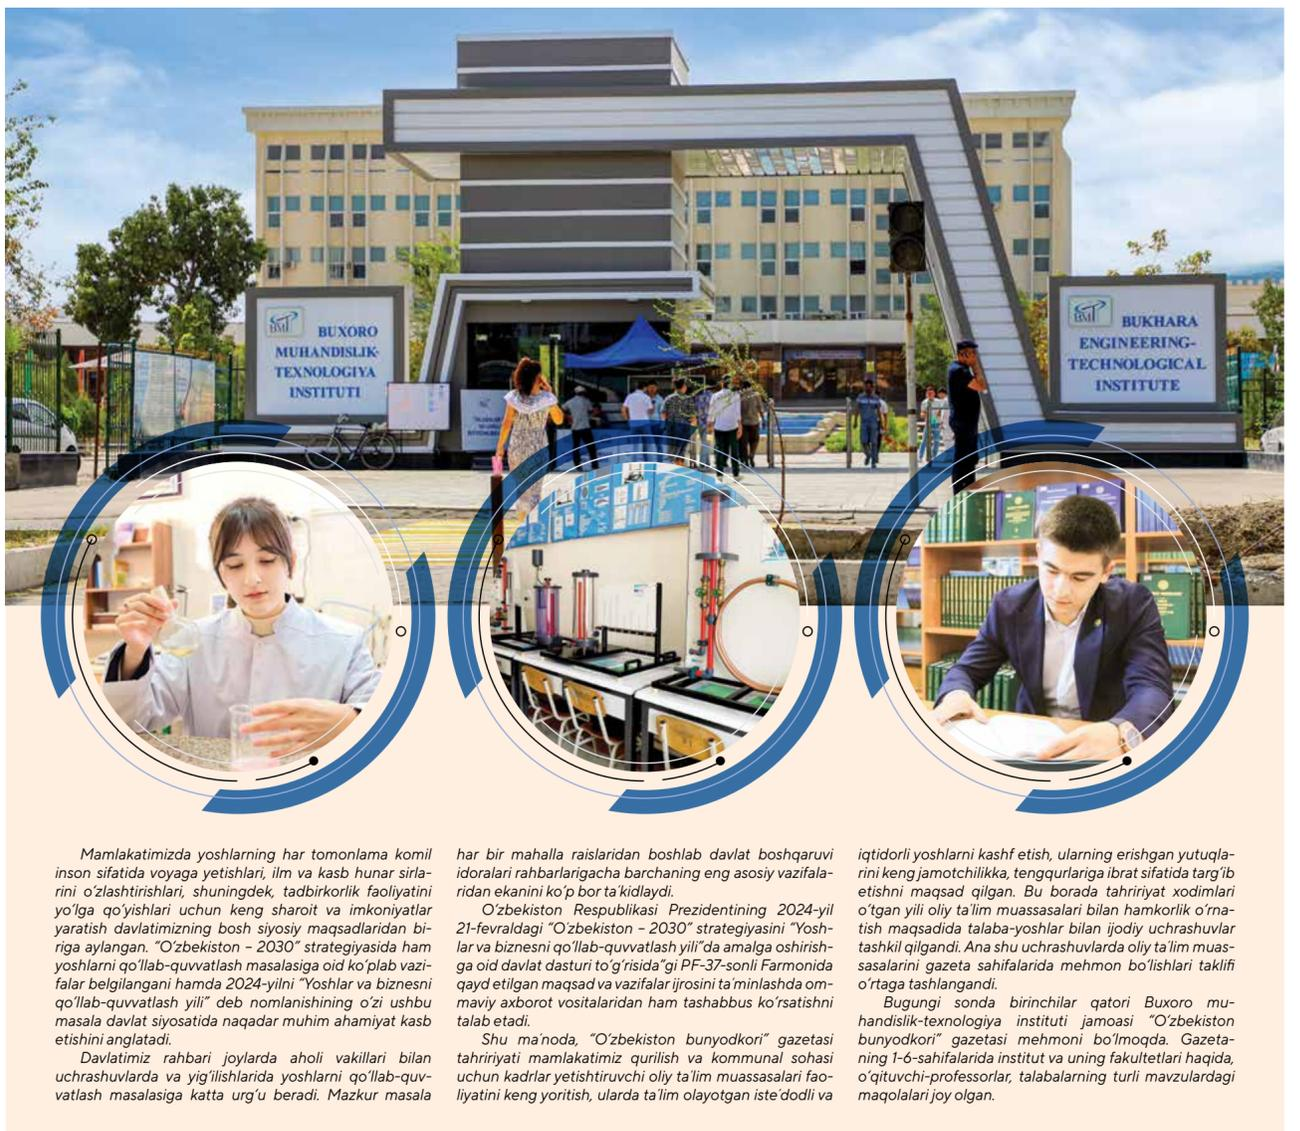 BMTI
BUXORO
MUHANDISLIK-
TEXNOLOGIYA
INSTITUTI
BMTI
BUKHARA
ENGINEERING-
TECHNOLOGICAL
INSTITUTE
Mamlakatimizda yoshlarning har tomonlama komil
inson sifatida voyaga yetishlari, ilm va kasb hunar sirla-
rini o‘zlashtirishlari, shuningdek, tadbirkorlik faoliyatini
yo‘lga qo‘yishlari uchun keng sharoit va imkoniyatlar
yaratish davlatimizning bosh siyosiy maqsadlaridan bi-
riga aylangan. “O‘zbekiston – 2030” strategiyasida ham
yoshlarni qo‘llab-quvvatlash masalasiga oid ko‘plab vazi-
falar belgilangani hamda 2024-yilni “Yoshlar va biznesni
qo‘llab-quvvatlash yili” deb nomlanishining o‘zi ushbu
masala davlat siyosatida naqadar muhim ahamiyat kasb
etishini anglatadi.
Davlatimiz rahbari joylarda aholi vakillari bilan
uchrashuvlarda va yig‘ilishlarida yoshlarni qo‘llab-quv-
vatlash masalasiga katta urg‘u beradi. Mazkur masala
har bir mahalla raislaridan boshlab davlat boshqaruvi
idoralari rahbarlarigacha barchaning eng asosiy vazifala-
ridan ekanini ko‘p bor ta’kidlaydi.
O‘zbekiston Respublikasi Prezidentining 2024-yil
21-fevraldagi “O‘zbekiston – 2030” strategiyasini “Yosh-
lar va biznesni qo‘llab-quvvatlash yili”da amalga oshirish-
ga oid davlat dasturi to‘g‘risida”gi PF-37-sonli Farmonida
qayd etilgan maqsad va vazifalar ijrosini ta’minlashda om-
maviy axborot vositalaridan ham tashabbus ko‘rsatishni
talab etadi.
Shu ma’noda, “O‘zbekiston bunyodkori” gazetasi
tahririyati mamlakatimiz qurilish va kommunal sohasi
uchun kadrlar yetishtiruvchi oliy ta’lim muassasalari fao-
liyatini keng yoritish, ularda ta’lim olayotgan iste’dodli va
iqtidorli yoshlarni kashf etish, ularning erishgan yutuqla-
rini keng jamotchilikka, tengqurlariga ibrat sifatida targ‘ib
etishni maqsad qilgan. Bu borada tahririyat xodimlari
o‘tgan yili oliy ta’lim muassasalari bilan hamkorlik o‘rna-
tish maqsadida talaba-yoshlar bilan ijodiy uchrashuvlar
tashkil qilgandi. Ana shu uchrashuvlarda oliy ta’lim muas-
sasalarini gazeta sahifalarida mehmon bo‘lishlari taklifi
o‘rtaga tashlangandi.
Bugungi sonda birinchilar qatori Buxoro mu-
handislik-texnologiya instituti jamoasi “O‘zbekiston
bunyodkori” gazetasi mehmoni bo‘lmoqda. Gazeta-
ning 1-6-sahifalarida institut va uning fakultetlari haqida,
o‘qituvchi-professorlar, talabalarning turli mavzulardagi
maqolalari joy olgan.